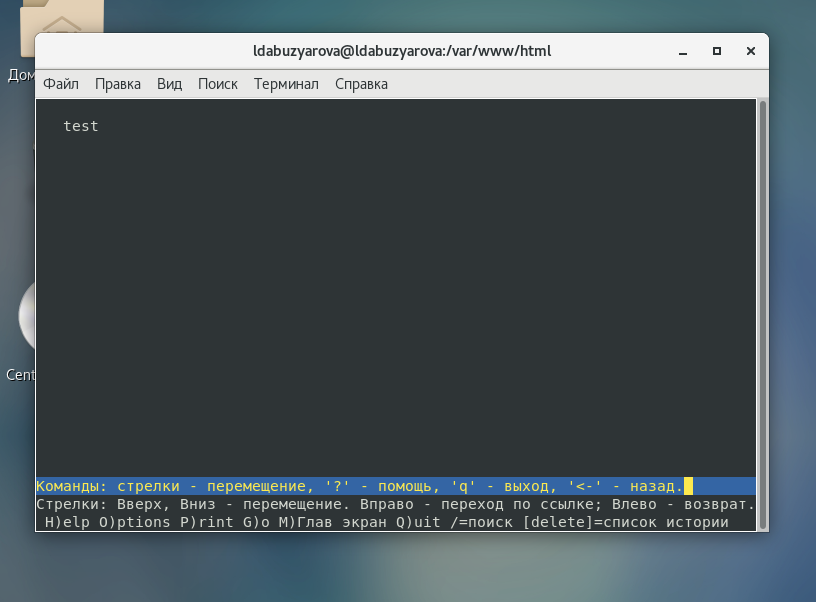 ldabuzyarova@ldabuzyarova:/var/www/html
Файл Правка Вид Поиск Терминал Справка
test
Команды: стрелки - перемещение, '?' - помощь, 'q' - выход, '<-' - назад.
Стрелки: Вверх, Вниз - перемещение. Вправо - переход по ссылке; Влево - возврат.
H)elp O)ptions P)rint G)o M)Глав экран Q)uit /=поиск [delete]=список истории
Дом
Cent